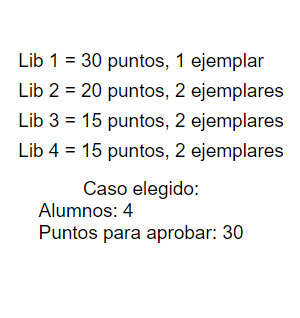 Lib 1 = 30 puntos, 1 ejemplar
Lib 2 = 20 puntos, 2 ejemplares
Lib 3 = 15 puntos, 2 ejemplares
Lib 4 = 15 puntos, 2 ejemplares
Caso elegido:
Alumnos: 4
Puntos para aprobar: 30